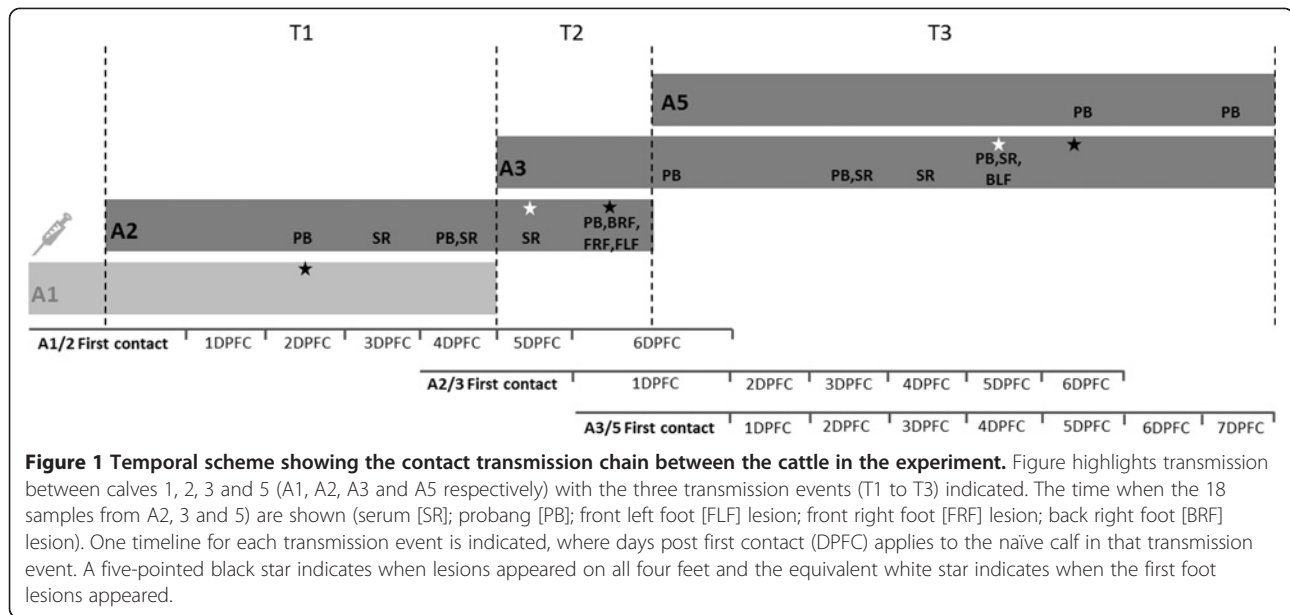 T1 T2 T3
A5 PB PB
A3 PB PB,SR SR PB,SR,
BLF
A2 PB SR PB,SR SR PB,BRF,
FRF,FLF
A1
A1/2 First contact 1DPFC 2DPFC 3DPFC 4DPFC 5DPFC 6DPFC
A2/3 First contact 1DPFC 2DPFC 3DPFC 4DPFC 5DPFC 6DPFC
A3/5 First contact 1DPFC 2DPFC 3DPFC 4DPFC 5DPFC 6DPFC 7DPFC
Figure 1 Temporal scheme showing the contact transmission chain between the cattle in the experiment. Figure highlights transmission
between calves 1, 2, 3 and 5 (A1, A2, A3 and A5 respectively) with the three transmission events (T1 to T3) indicated. The time when the 18
samples from A2, 3 and 5) are shown (serum [SR]; probang [PB]; front left foot [FLF] lesion; front right foot [FRF] lesion; back right foot [BRF]
lesion). One timeline for each transmission event is indicated, where days post first contact (DPFC) applies to the naïve calf in that transmission
event. A five-pointed black star indicates when lesions appeared on all four feet and the equivalent white star indicates when the first foot
lesions appeared.